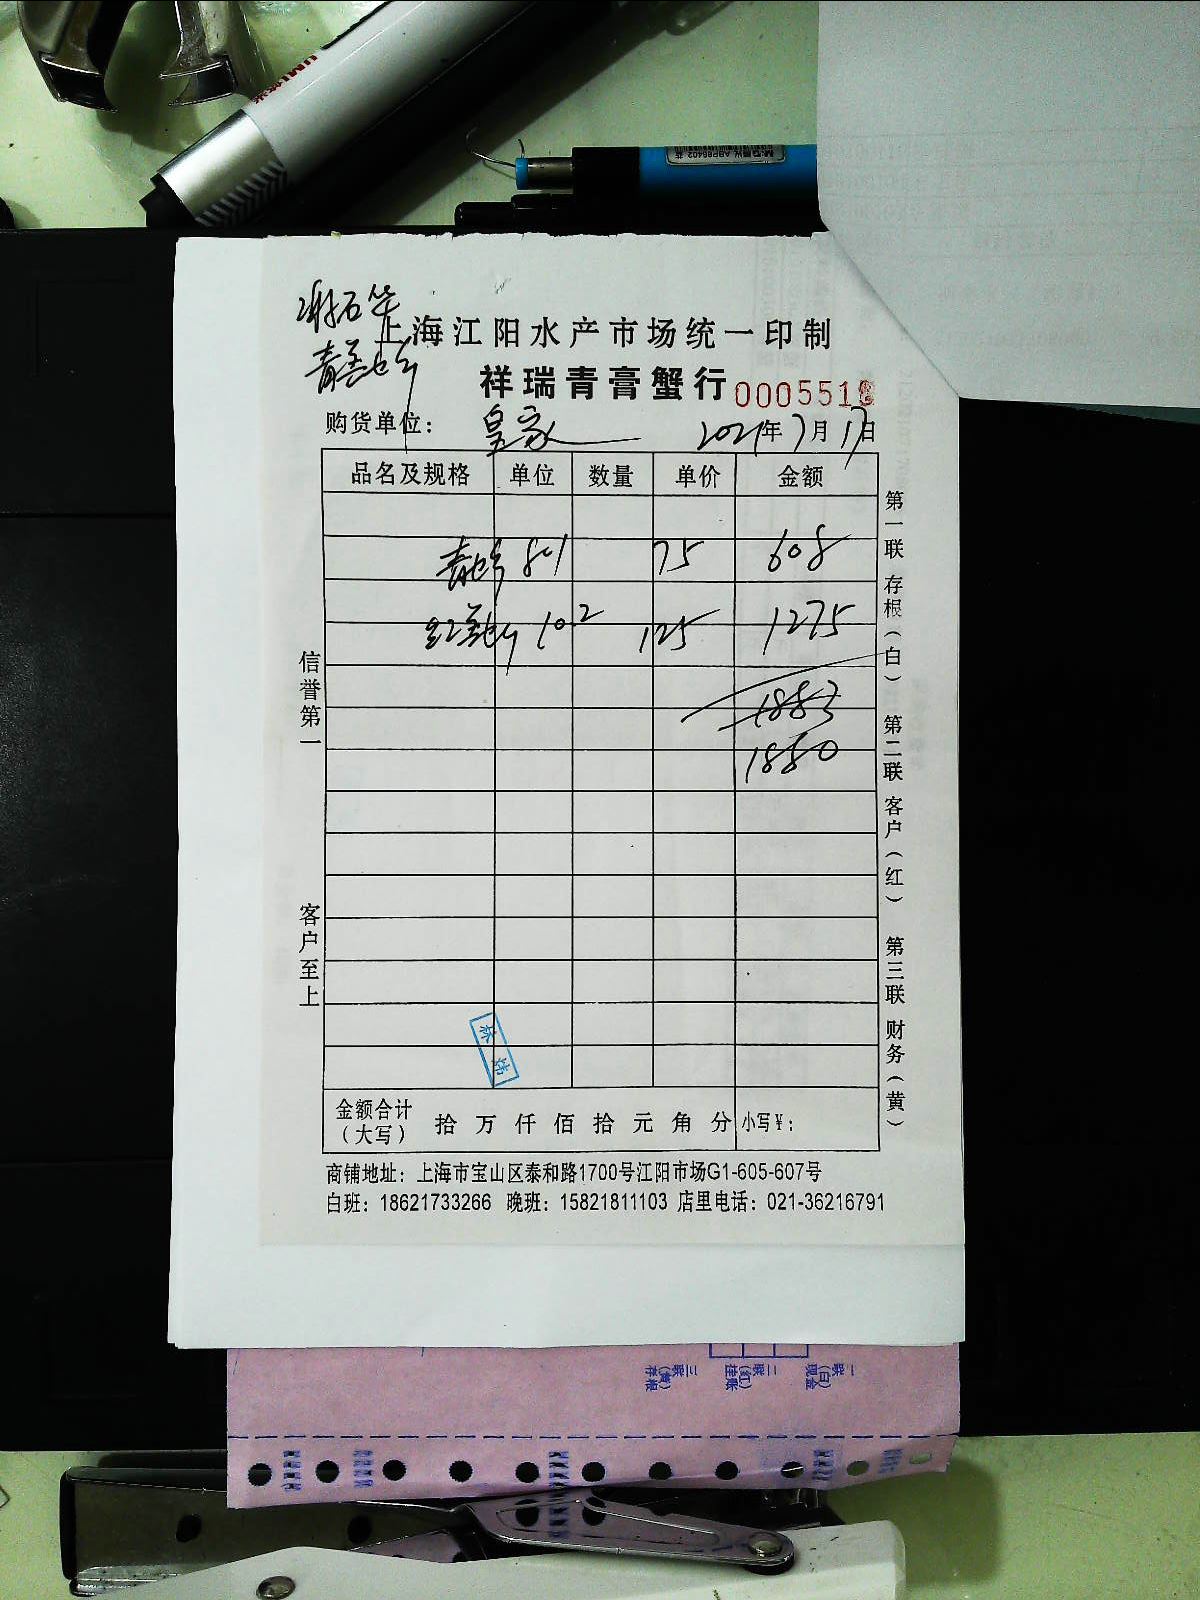 上海江阳水产市场统一印制
祥瑞青膏蟹行
购货单位： 皇家
2021年7月17日
品名及规格 单位 数量 单价 金额
75 608
10.2 125 1275
1883
1880
信誉第一
客户至上
第一联 存根（白） 第二联 客户（红） 第三联 财务（黄）
金额合计（大写） 拾 万 仟 佰 拾 元 角 分 小写￥：
商铺地址：上海市宝山区泰和路1700号江阳市场G1-605-607号
白班：18621733266 晚班：15821811103 店里电话：021-36216791